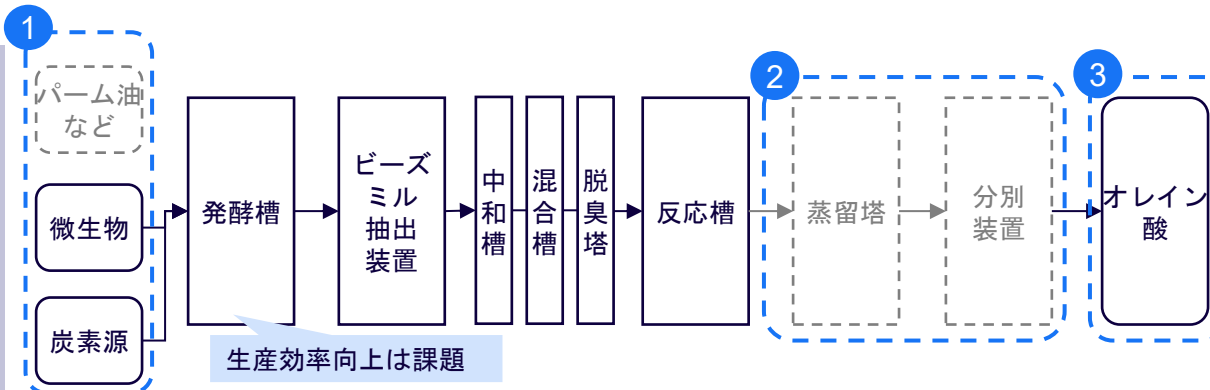 1
パーム油
など
微生物
炭素源
発酵槽
生産効率向上は課題
ビーズ
ミル
抽出
装置
中和槽
混合槽
脱臭塔
反応槽
2
蒸留塔
分別
装置
3
オレイン
酸